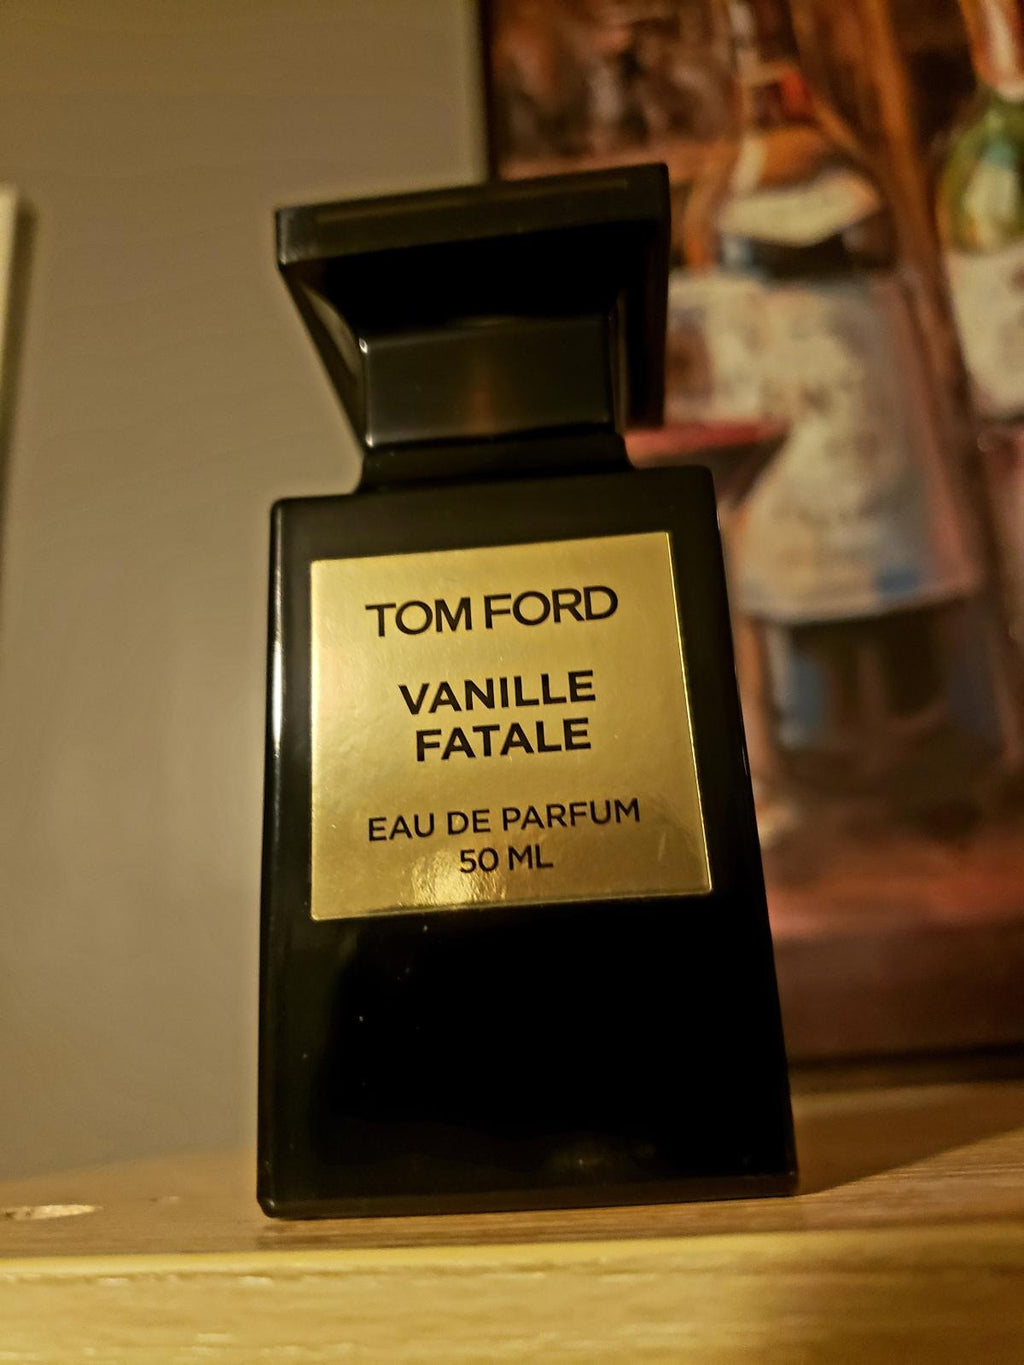 TOM FORD
VANILLE
FATALE
EAU DE PARFUM
50 ML